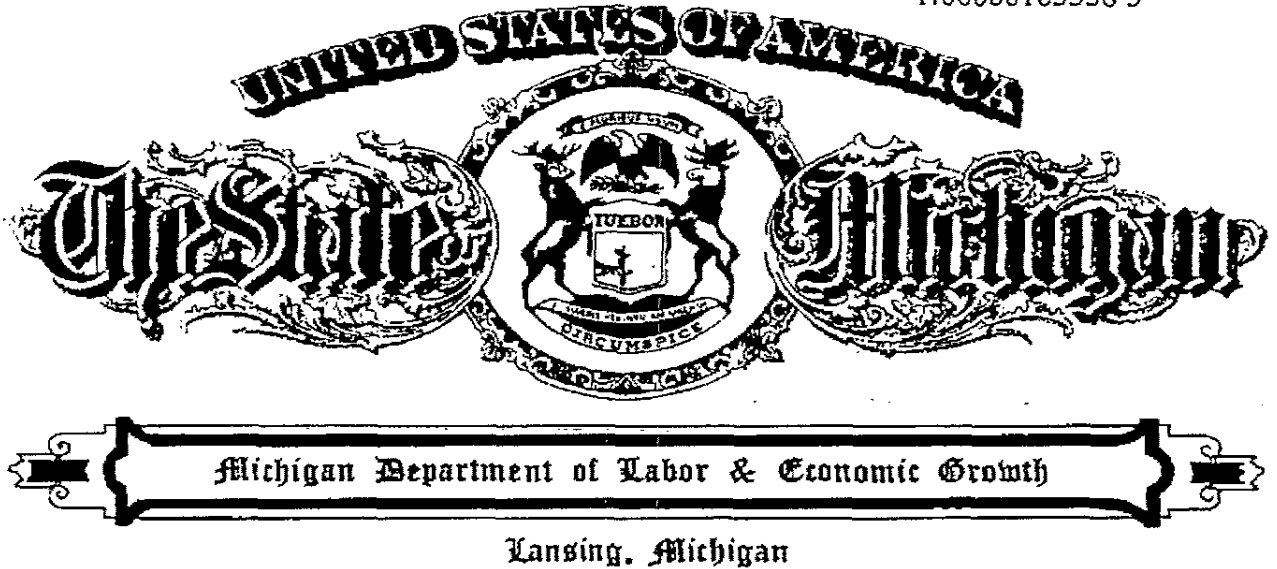 UNITED STATES OF AMERICA
The State of Michigan
TUEBOR
CIRCUMSPICE
Michigan Department of Labor & Economic Growth
Lansing, Michigan